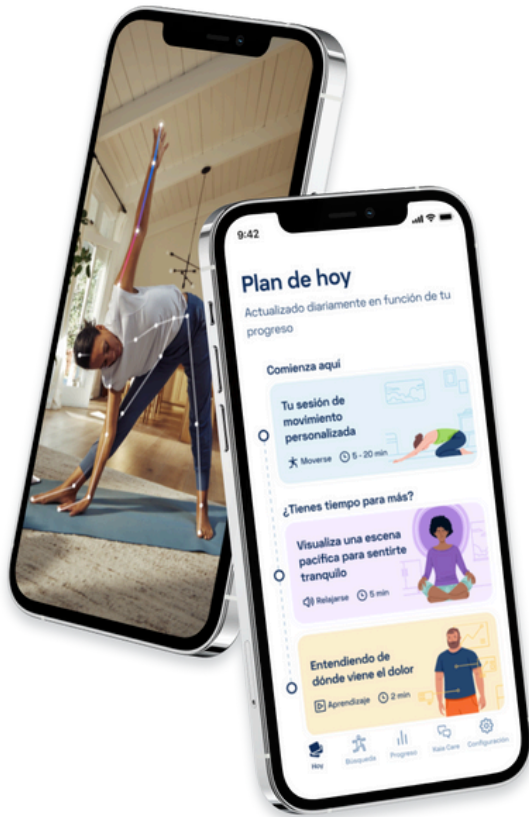 9:42
Plan de hoy
Actualizado diariamente en función de tu
progreso
Comienza aquí
Tu sesión de
movimiento
personalizada
Moverse 5 - 20 min
¿Tienes tiempo para más?
Visualiza una escena
pacífica para sentirte
tranquilo
Relajarse 5 min
Entendiendo de
dónde viene el dolor
Aprendizaje 2 min
Hoy Búsqueda Progreso Kaia Care Configuración